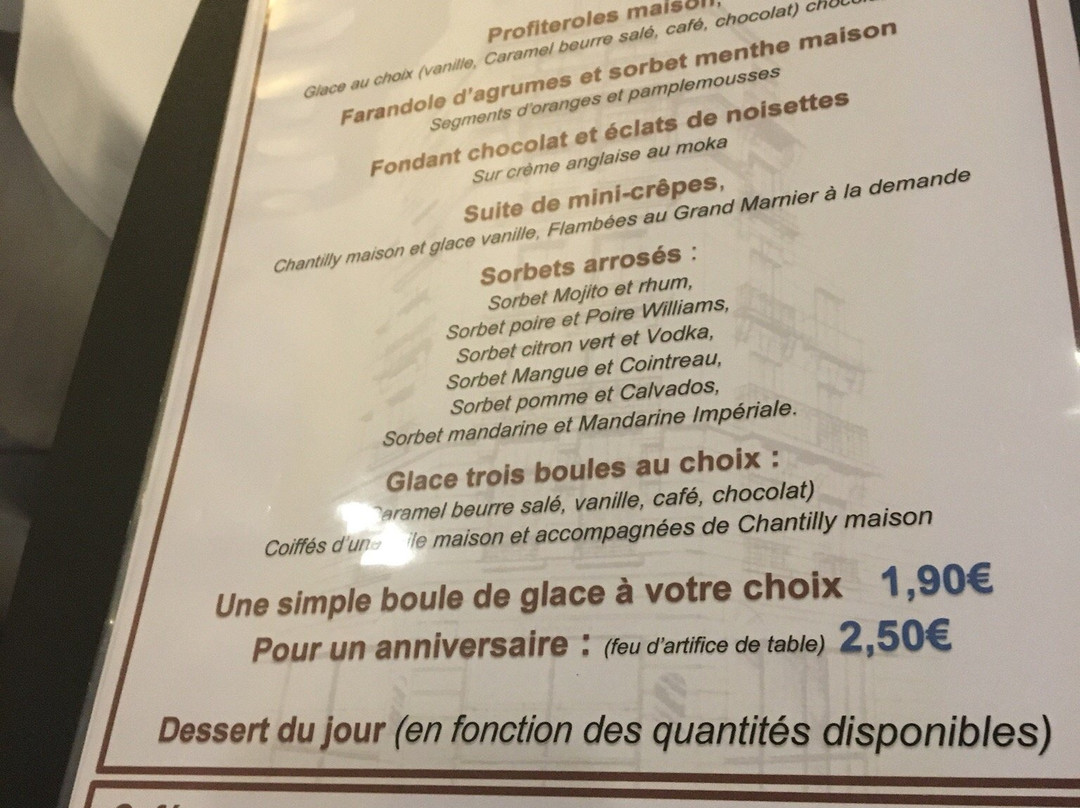 Profiteroles maison,
Glace au choix (vanille, Caramel beurre salé, café, chocolat)
Farandole d'agrumes et sorbet menthe maison
Segments d'oranges et pamplemousses
Fondant chocolat et éclats de noisettes
Sur crème anglaise au moka
Suite de mini-crêpes,
Chantilly maison et glace vanille, Flambées au Grand Marnier à la demande
Sorbets arrosés :
Sorbet Mojito et rhum,
Sorbet poire et Poire Williams,
Sorbet citron vert et Vodka,
Sorbet Mangue et Cointreau,
Sorbet pomme et Calvados,
Sorbet mandarine et Mandarine Impériale.
Glace trois boules au choix :
aramel beurre salé, vanille, café, chocolat)
Coiffés d'une maison et accompagnées de Chantilly maison
Une simple boule de glace à votre choix 1,90€
Pour un anniversaire : (feu d'artifice de table) 2,50€
Dessert du jour (en fonction des quantités disponibles)